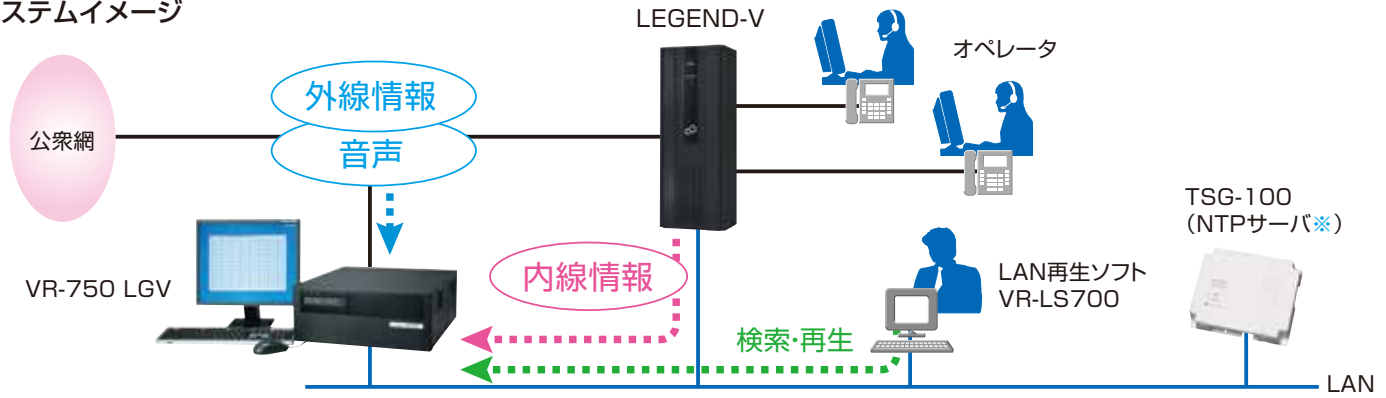 ステムイメージ
LEGEND-V
オペレータ
公衆網
外線情報
音声
TSG-100
（NTPサーバ※）
VR-750 LGV
内線情報
LAN再生ソフト
VR-LS700
検索・再生
LAN